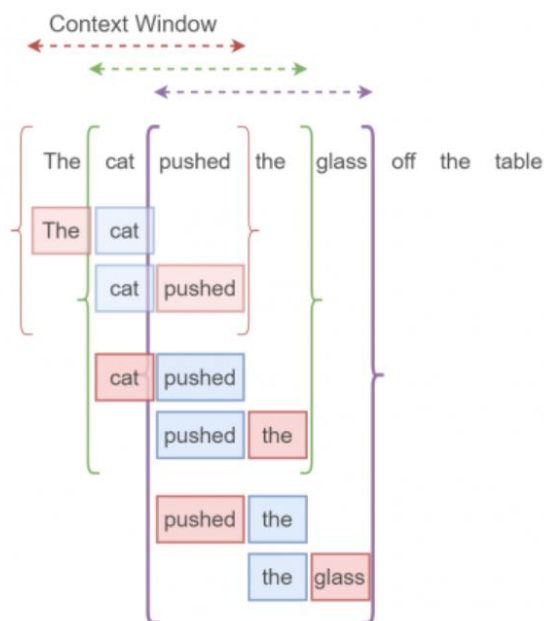 Context Window
The cat pushed the glass off the table
The cat
cat pushed
cat pushed
pushed the
pushed the
the glass